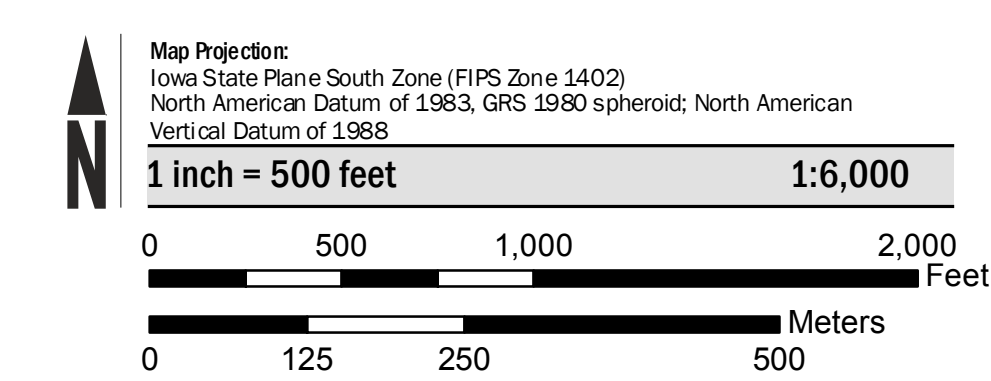 Map Projection:
Iowa State Plane South Zone (FIPS Zone 1402)
North American Datum of 1983, GRS 1980 spheroid; North American
Vertical Datum of 1988
N
1 inch = 500 feet 1:6,000
0 500 1,000 2,000
Feet
Meters
0 125 250 500